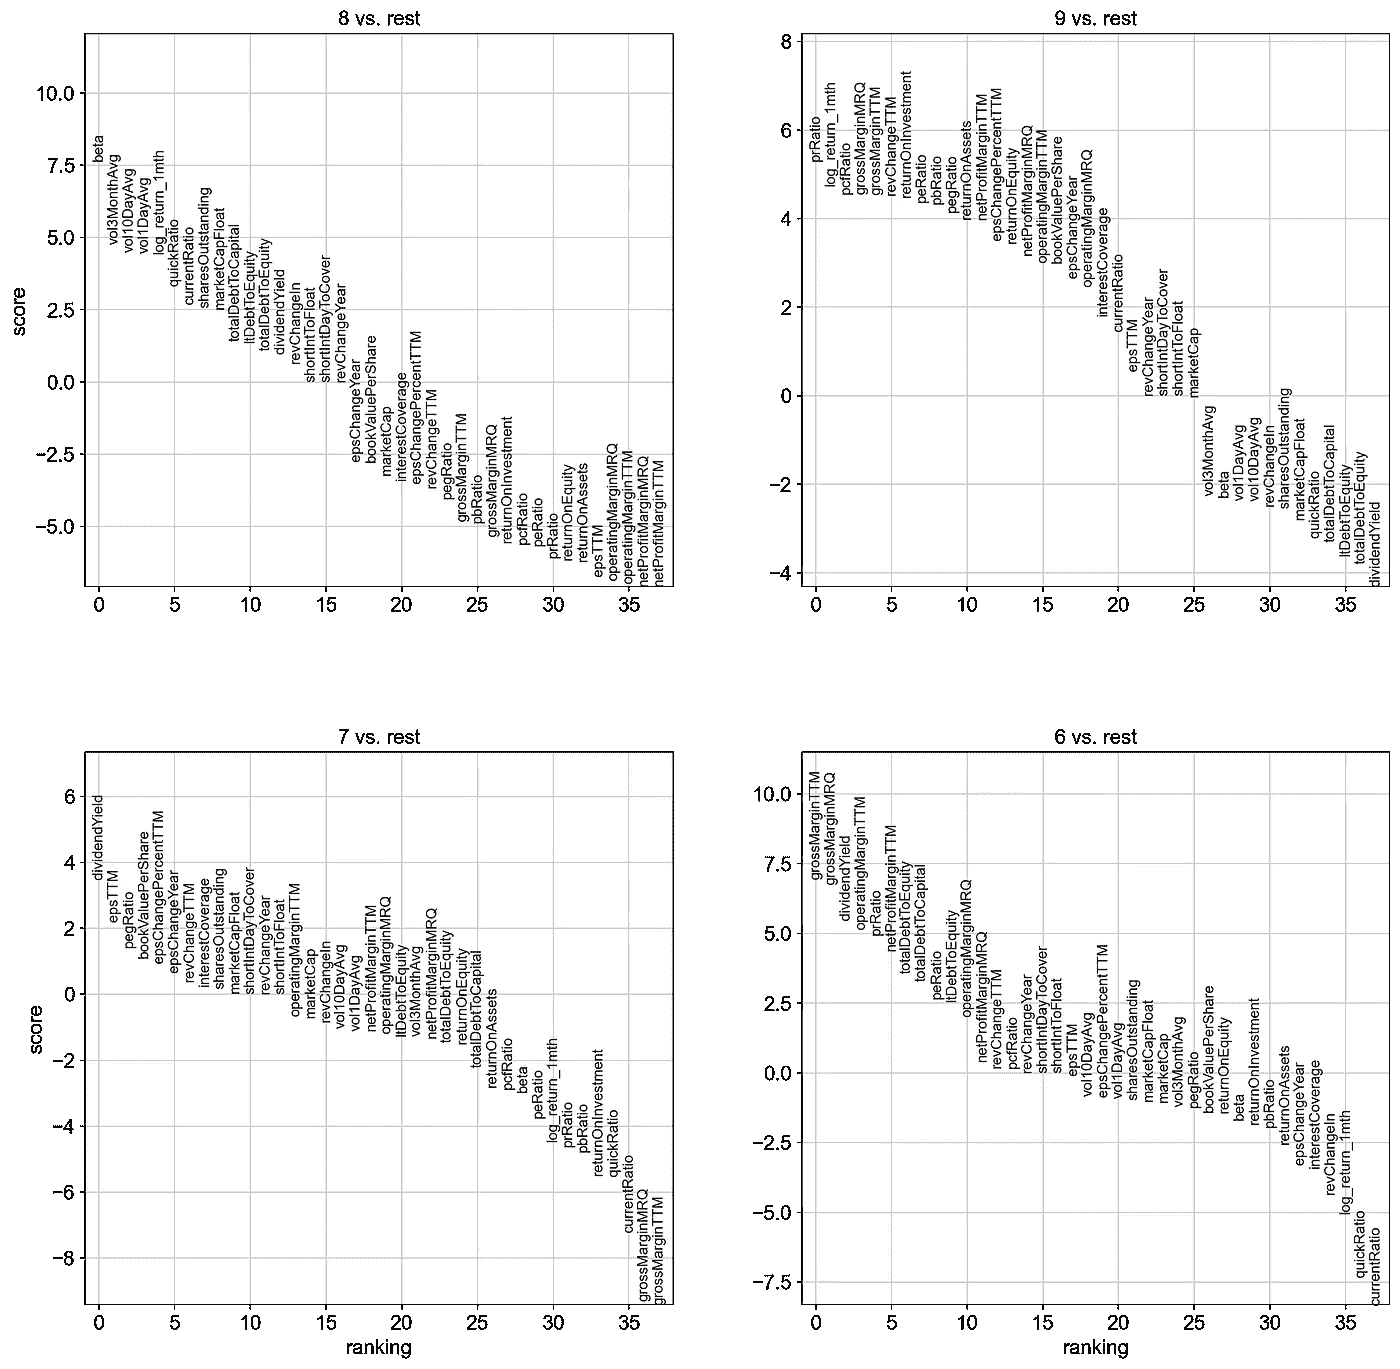 8 vs. rest
score
10.0
7.5
5.0
2.5
0.0
−2.5
−5.0
beta
vol3MonthAvg
vol10DayAvg
vol1DayAvg
log_return_1mth
quickRatio
currentRatio
sharesOutstanding
marketCapFloat
totalDebtToCapital
ltDebtToEquity
totalDebtToEquity
dividendYield
revChangeIn
shortIntToFloat
shortIntDayToCover
revChangeYear
epsChangeYear
bookValuePerShare
marketCap
interestCoverage
epsChangePercentTTM
revChangeTTM
pegRatio
grossMarginTTM
pbRatio
grossMarginMRQ
returnOnInvestment
pcfRatio
peRatio
prRatio
returnOnEquity
returnOnAssets
epsTTM
operatingMarginMRQ
operatingMarginTTM
netProfitMarginMRQ
netProfitMarginTTM
0 5 10 15 20 25 30 35
9 vs. rest
8
6
4
2
0
−2
−4
prRatio
log_return_1mth
pcfRatio
grossMarginMRQ
grossMarginTTM
revChangeTTM
returnOnInvestment
peRatio
pbRatio
pegRatio
returnOnAssets
netProfitMarginTTM
epsChangePercentTTM
returnOnEquity
netProfitMarginMRQ
operatingMarginTTM
bookValuePerShare
epsChangeYear
operatingMarginMRQ
interestCoverage
currentRatio
epsTTM
revChangeYear
shortIntDayToCover
shortIntToFloat
marketCap
vol3MonthAvg
beta
vol1DayAvg
vol10DayAvg
revChangeIn
sharesOutstanding
marketCapFloat
quickRatio
totalDebtToCapital
ltDebtToEquity
totalDebtToEquity
dividendYield
0 5 10 15 20 25 30 35
7 vs. rest
score
6
4
2
0
−2
−4
−6
−8
dividendYield
epsTTM
pegRatio
bookValuePerShare
epsChangePercentTTM
epsChangeYear
revChangeTTM
interestCoverage
sharesOutstanding
marketCapFloat
shortIntDayToCover
revChangeYear
shortIntToFloat
operatingMarginTTM
marketCap
revChangeIn
vol10DayAvg
vol1DayAvg
netProfitMarginTTM
operatingMarginMRQ
ltDebtToEquity
vol3MonthAvg
netProfitMarginMRQ
totalDebtToEquity
returnOnEquity
totalDebtToCapital
returnOnAssets
pcfRatio
beta
peRatio
log_return_1mth
prRatio
pbRatio
returnOnInvestment
quickRatio
currentRatio
grossMarginMRQ
grossMarginTTM
0 5 10 15 20 25 30 35
ranking
6 vs. rest
10.0
7.5
5.0
2.5
0.0
−2.5
−5.0
−7.5
grossMarginTTM
grossMarginMRQ
dividendYield
operatingMarginTTM
prRatio
netProfitMarginTTM
totalDebtToEquity
totalDebtToCapital
peRatio
ltDebtToEquity
operatingMarginMRQ
netProfitMarginMRQ
revChangeTTM
pcfRatio
revChangeYear
shortIntDayToCover
shortIntToFloat
epsTTM
vol10DayAvg
epsChangePercentTTM
vol1DayAvg
sharesOutstanding
marketCapFloat
marketCap
vol3MonthAvg
pegRatio
bookValuePerShare
returnOnEquity
beta
returnOnInvestment
pbRatio
returnOnAssets
epsChangeYear
interestCoverage
revChangeIn
log_return_1mth
quickRatio
currentRatio
0 5 10 15 20 25 30 35
ranking